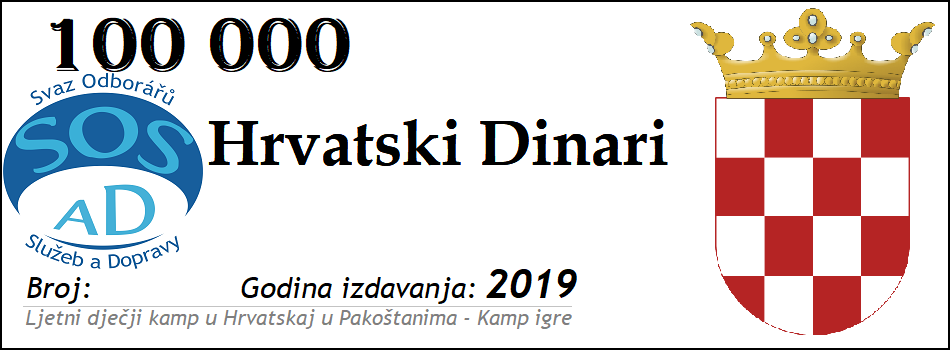 100 000
Svaz Odborářů
SOS
AD
Služeb a Dopravy
Hrvatski Dinari
Broj: Godina izdavanja: 2019
Ljetni dječji kamp u Hrvatskaj u Pakoštanima - Kamp igre